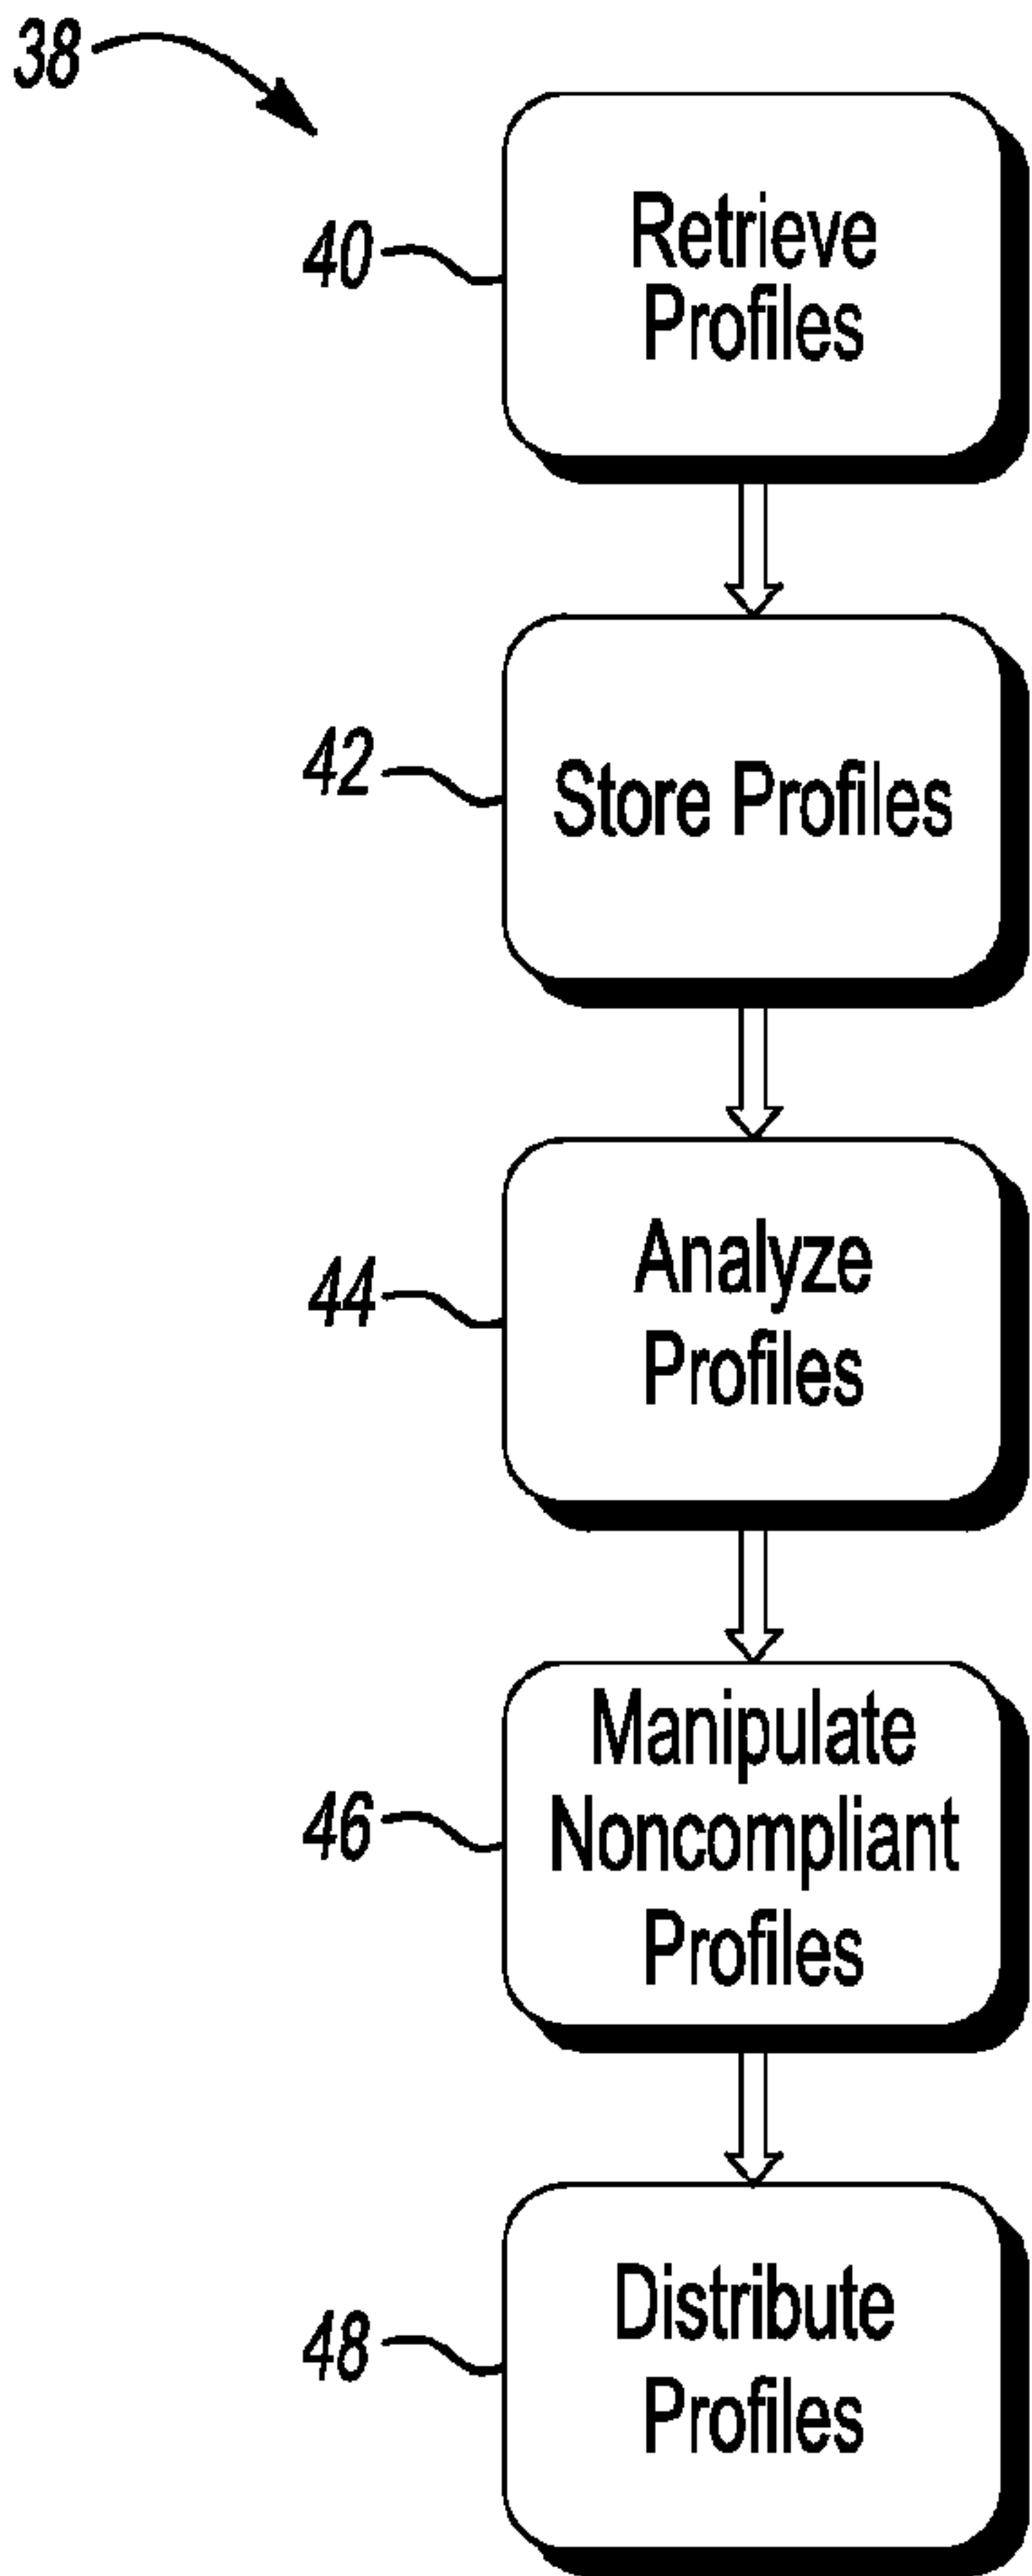 38
40
Retrieve
Profiles
42
Store Profiles
44
Analyze
Profiles
46
Manipulate
Noncompliant
Profiles
48
Distribute
Profiles